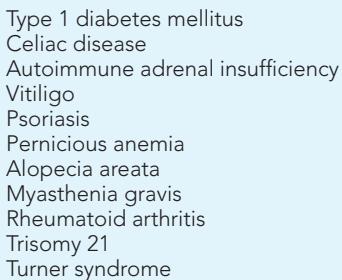 Type 1 diabetes mellitus
Celiac disease
Autoimmune adrenal insufficiency
Vitiligo
Psoriasis
Pernicious anemia
Alopecia areata
Myasthenia gravis
Rheumatoid arthritis
Trisomy 21
Turner syndrome